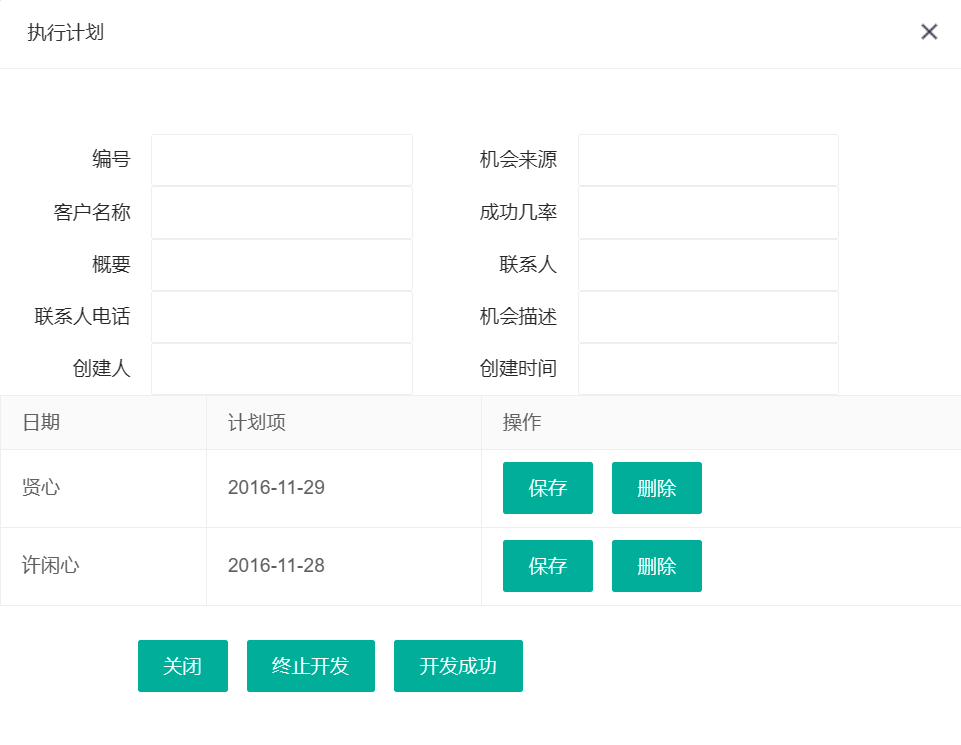 执行计划
编号 机会来源
客户名称 成功几率
概要 联系人
联系人电话 机会描述
创建人 创建时间
日期 计划项 操作
贤心 2016-11-29 保存 删除
许闲心 2016-11-28 保存 删除
关闭 终止开发 开发成功